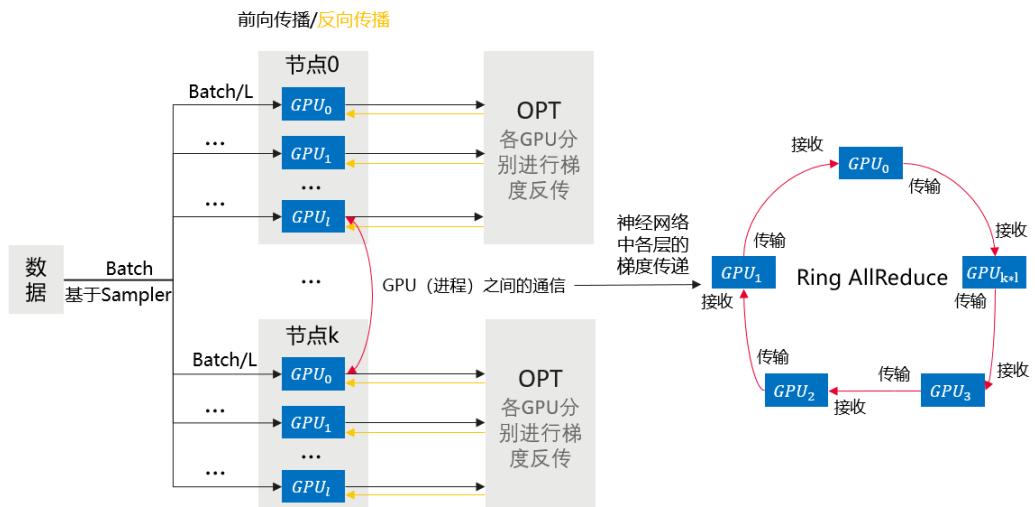 前向传播/反向传播
节点0
Batch/L
GPU₀
...
GPU₁
...
...
GPUₗ
OPT
各GPU分
别进行梯
度反传
数
据
Batch
基于Sampler
...
GPU（进程）之间的通信
节点k
Batch/L
GPU₀
...
GPU₁
...
...
GPUₗ
OPT
各GPU分
别进行梯
度反传
神经网络
中各层的
梯度传递
Ring AllReduce
接收
GPU₀
传输
接收
GPUₖ∗ₗ
传输
接收
GPU₃
传输
接收
GPU₂
传输
接收
GPU₁
传输